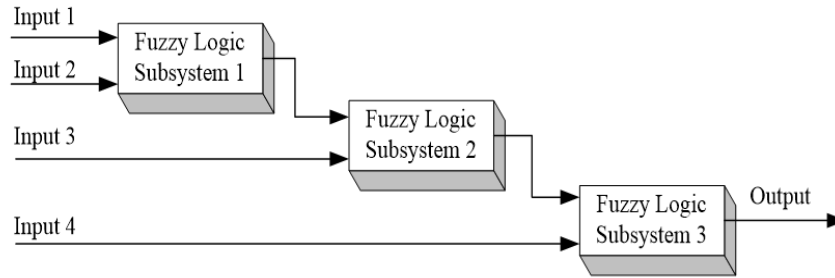 Input 1
Fuzzy Logic
Subsystem 1
Input 2
Fuzzy Logic
Subsystem 2
Input 3
Fuzzy Logic
Subsystem 3
Output
Input 4